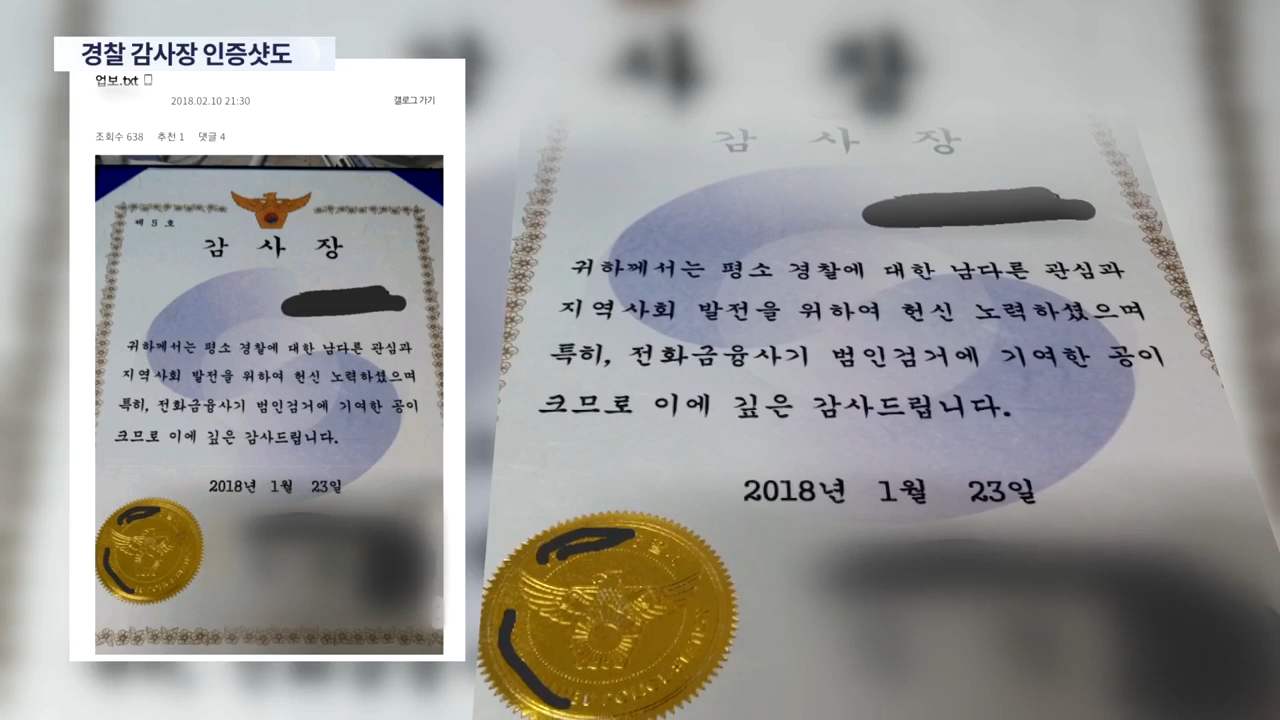 경찰 감사장 인증샷도
업보.txt
2018.02.10 21:30
갤로그 가기
조회수 638 추천 1 댓글 4
제 5 호
감 사 장
귀하께서는 평소 경찰에 대한 남다른 관심과
지역사회 발전을 위하여 헌신 노력하셨으며
특히, 전화금융사기 범인검거에 기여한 공이
크므로 이에 깊은 감사드립니다.
2018년 1월 23일
감 사 장
귀하께서는 평소 경찰에 대한 남다른 관심과
지역사회 발전을 위하여 헌신 노력하셨으며
특히, 전화금융사기 범인검거에 기여한 공이
크므로 이에 깊은 감사드립니다.
2018년 1월 23일
POLICE